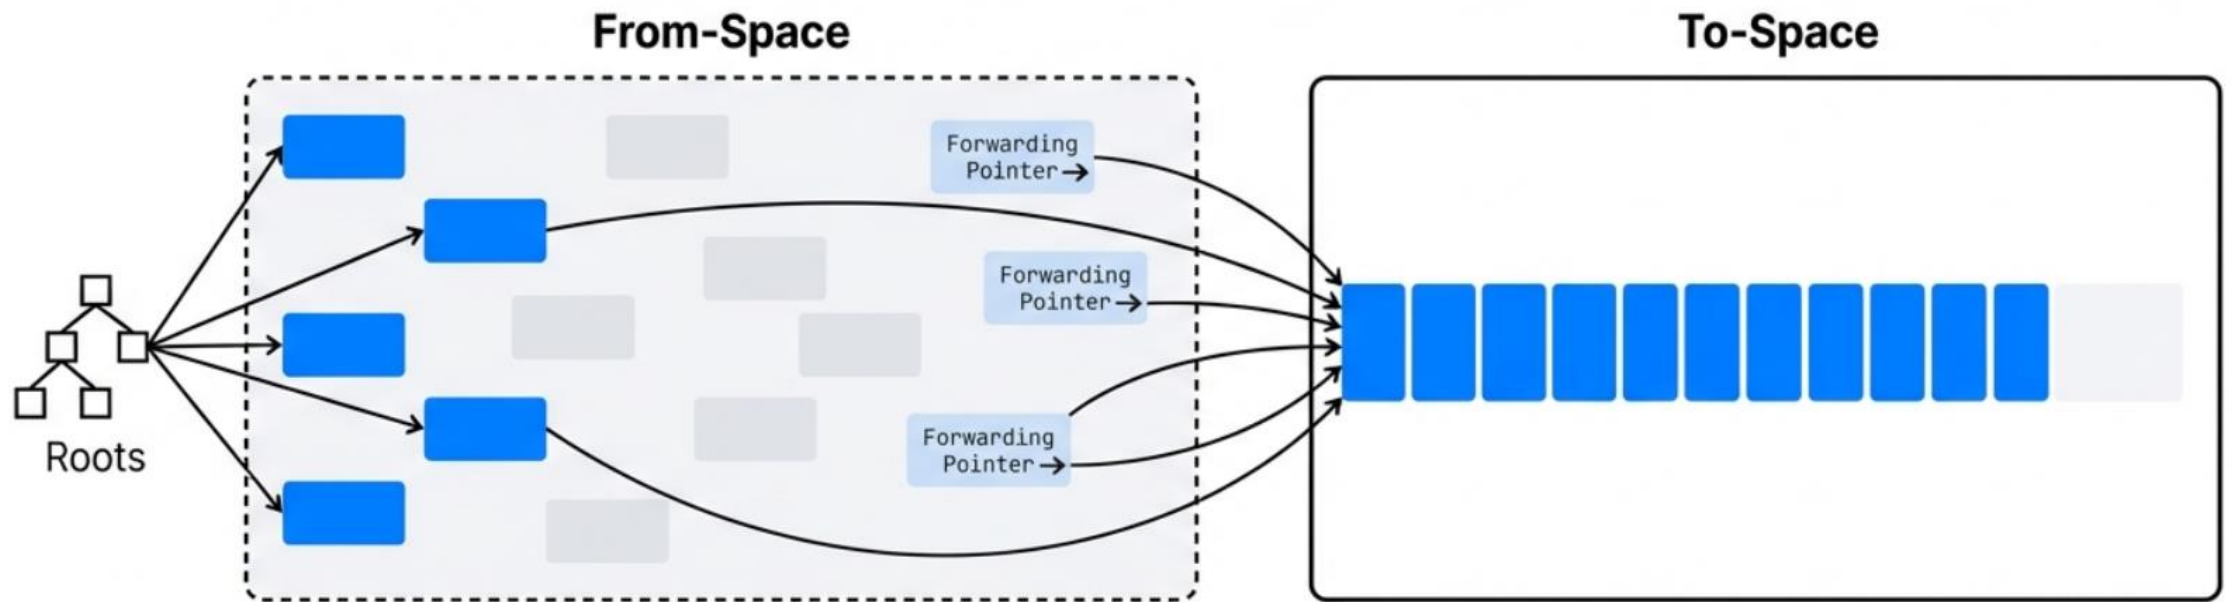 From-Space
To-Space
Forwarding
Pointer→
Forwarding
Pointer→
Forwarding
Pointer→
Roots